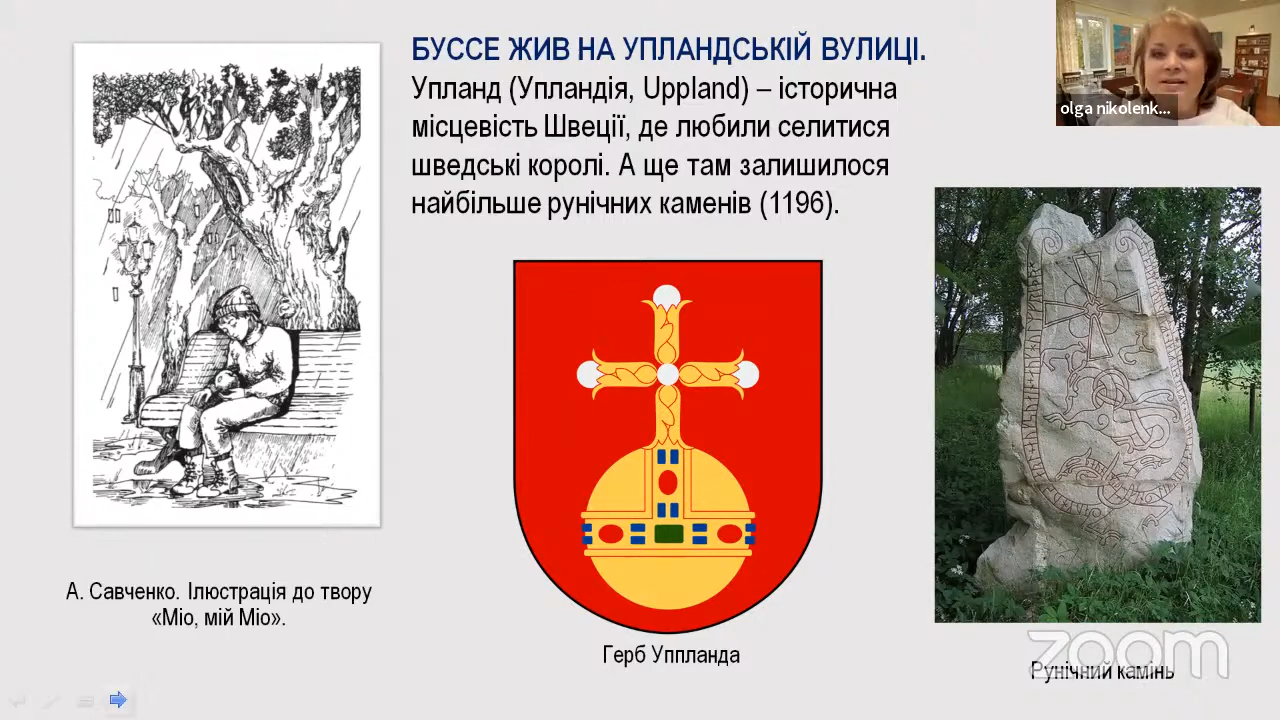 БУССЕ ЖИВ НА УПЛАНДСЬКІЙ ВУЛИЦІ.
Упланд (Упландія, Uppland) – історична
місцевість Швеції, де любили селитися
шведські королі. А ще там залишилося
найбільше рунічних каменів (1196).
olga nikolenk...
А. Савченко. Ілюстрація до твору
«Міо, мій Міо».
Герб Уппланда
zoom
Рунічний камінь